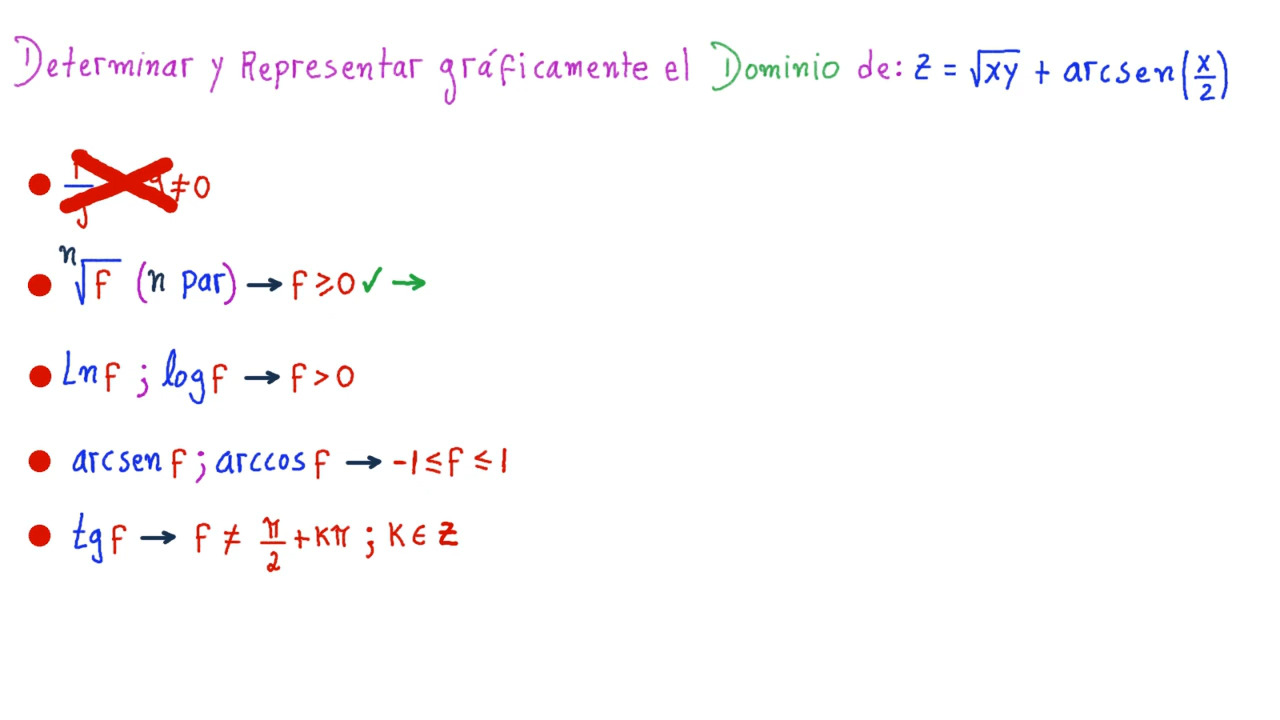 Determinar y Representar gráficamente el Dominio de: z = √xy + arcsen(x/2)
≠ 0
ⁿ√f (n par) → f ≥ 0 ✓ →
Ln f ; log f → f > 0
arcsen f ; arccos f → -1 ≤ f ≤ 1
tg f → f ≠ π/2 + kπ ; k ∈ Z